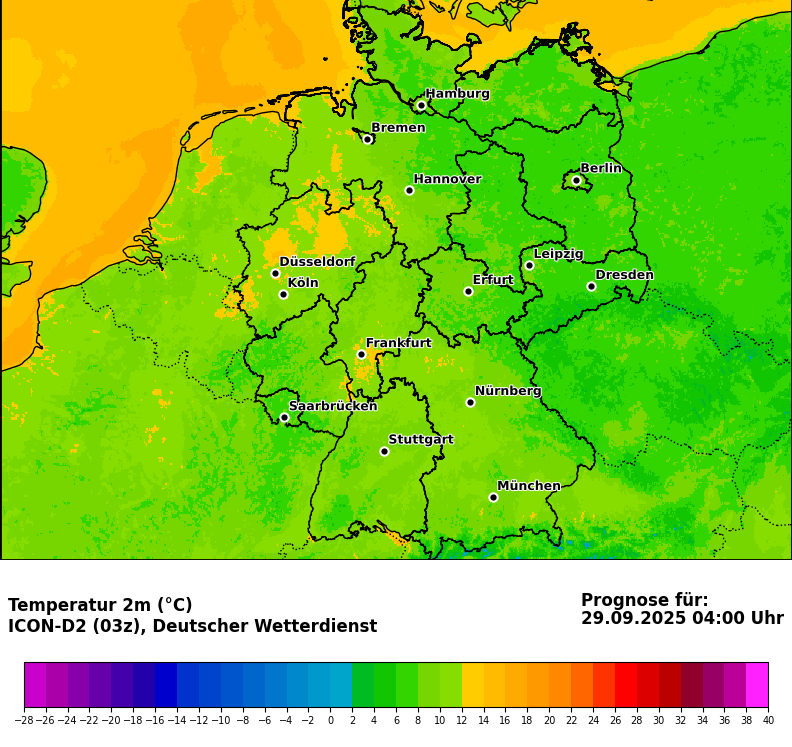 Hamburg
Bremen
Berlin
Hannover
Leipzig
Düsseldorf
Dresden
Köln
Erfurt
Frankfurt
Nürnberg
Saarbrücken
Stuttgart
München
Temperatur 2m (°C)
ICON-D2 (03z), Deutscher Wetterdienst
Prognose für:
29.09.2025 04:00 Uhr
−28 −26 −24 −22 −20 −18 −16 −14 −12 −10 −8 −6 −4 −2 0 2 4 6 8 10 12 14 16 18 20 22 24 26 28 30 32 34 36 38 40